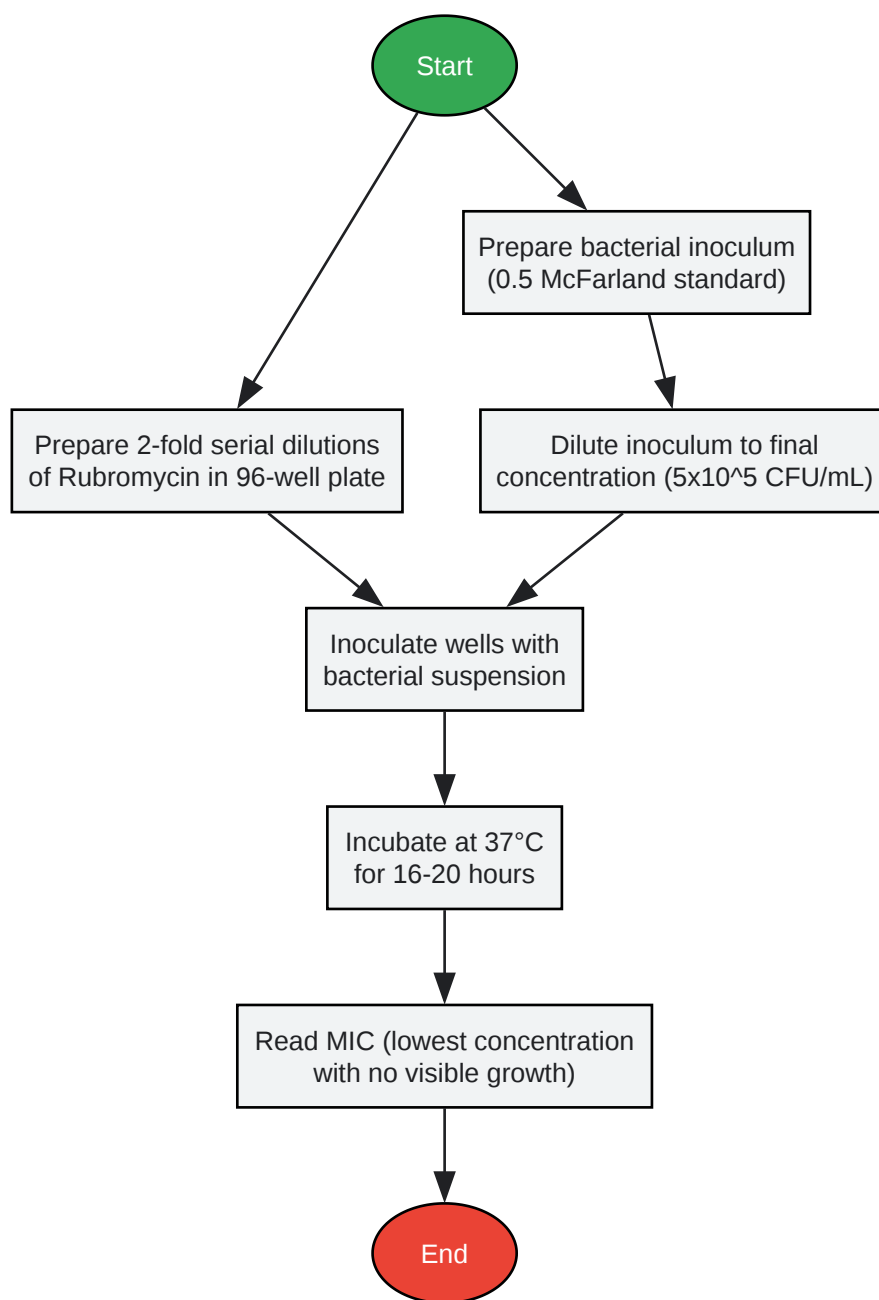 Start
Prepare bacterial inoculum
(0.5 McFarland standard)
Prepare 2-fold serial dilutions
of Rubromycin in 96-well plate
Dilute inoculum to final
concentration (5x10^5 CFU/mL)
Inoculate wells with
bacterial suspension
Incubate at 37°C
for 16-20 hours
Read MIC (lowest concentration
with no visible growth)
End